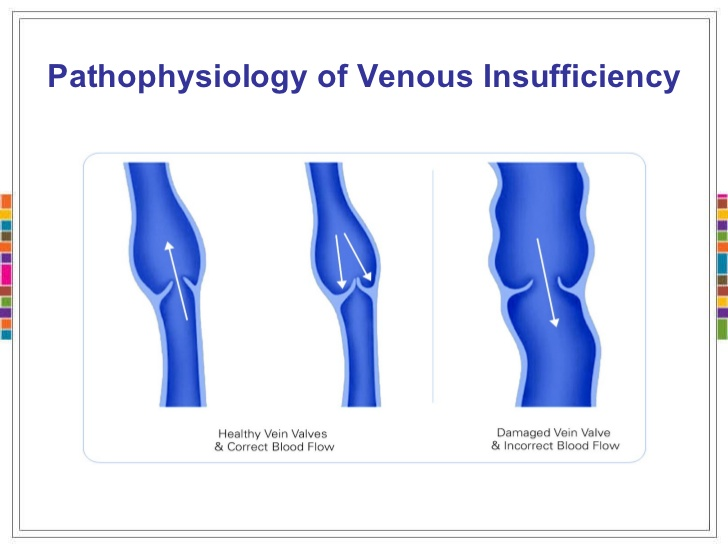 Pathophysiology of Venous Insufficiency
Healthy Vein Valves
& Correct Blood Flow
Damaged Vein Valve
& Incorrect Blood Flow